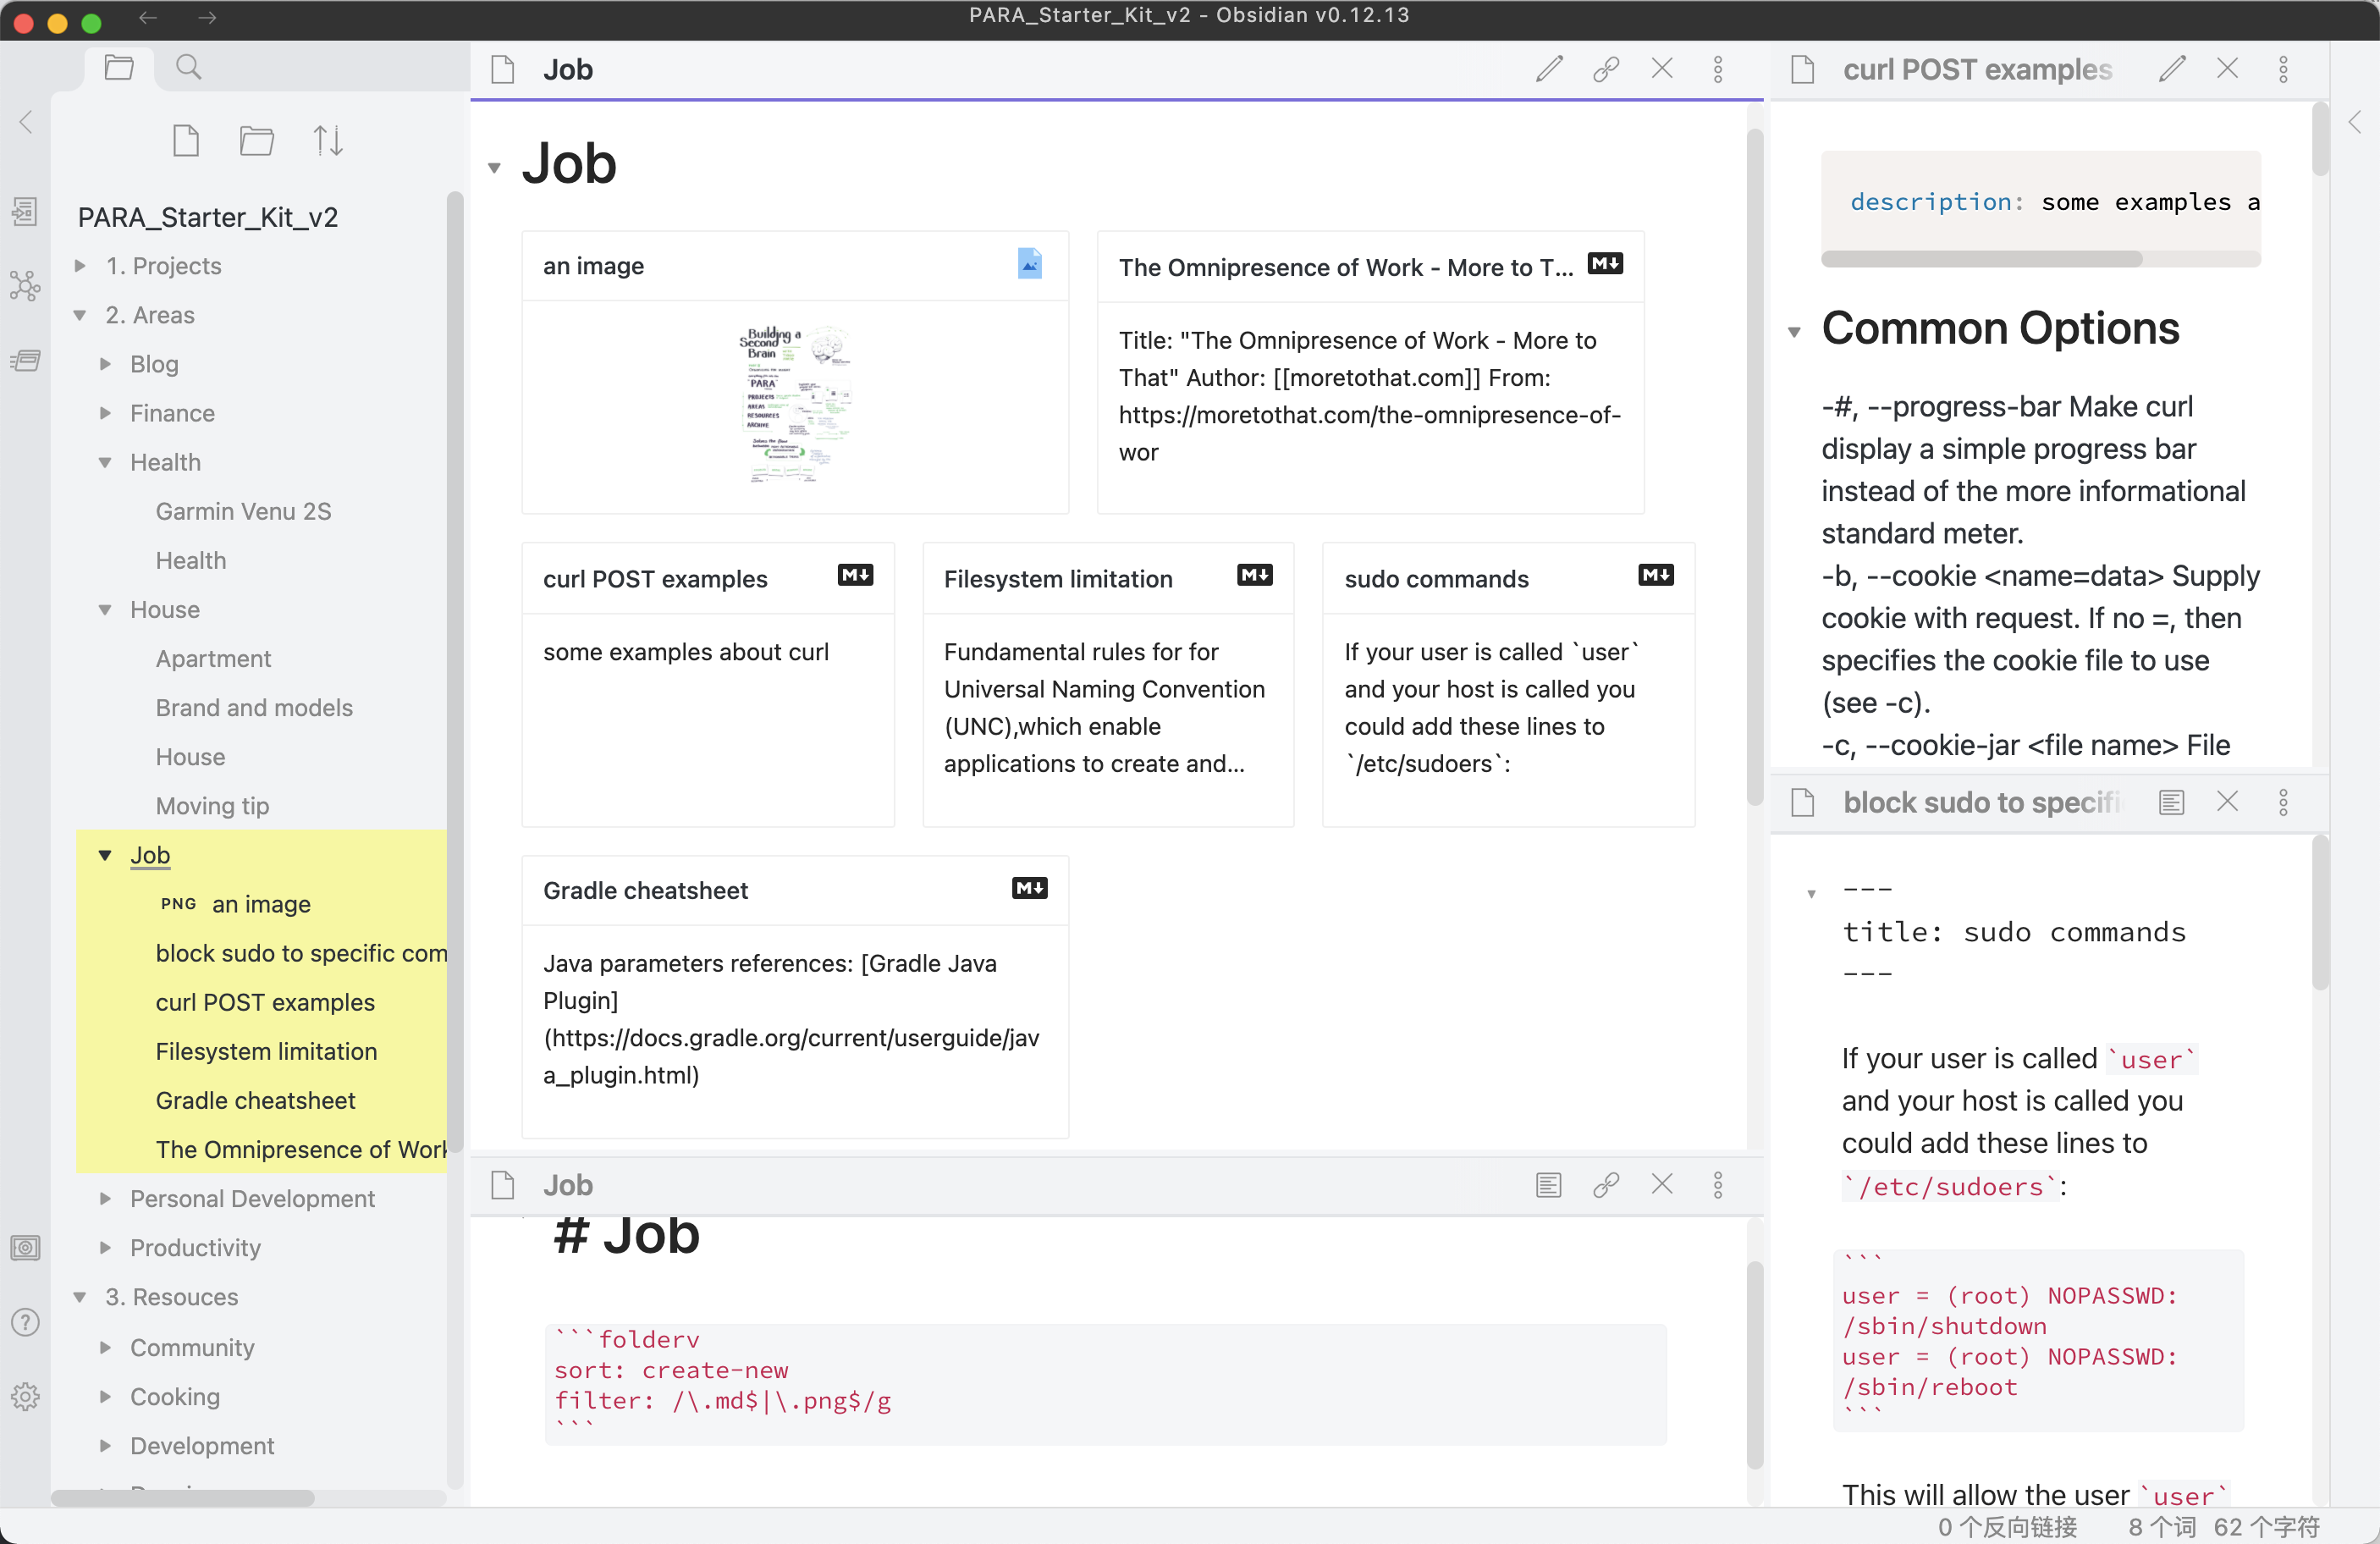 PARA_Starter_Kit_v2 - Obsidian v0.12.13
PARA_Starter_Kit_v2
1. Projects
2. Areas
Blog
Finance
Health
Garmin Venu 2S
Health
House
Apartment
Brand and models
House
Moving tip
Job
PNG an image
block sudo to specific com
curl POST examples
Filesystem limitation
Gradle cheatsheet
The Omnipresence of Work
Personal Development
Productivity
3. Resouces
Community
Cooking
Development
Job
Job
an image
Building a
Second
Brain
PARA
PROJECTS
AREAS
RESOURCES
ARCHIVE
The Omnipresence of Work - More to T...
M↓
Title: "The Omnipresence of Work - More to
That" Author: [[moretothat.com]] From:
https://moretothat.com/the-omnipresence-of-
wor
curl POST examples
M↓
some examples about curl
Filesystem limitation
M↓
Fundamental rules for for
Universal Naming Convention
(UNC),which enable
applications to create and...
sudo commands
M↓
If your user is called `user`
and your host is called you
could add these lines to
`/etc/sudoers`:
Gradle cheatsheet
M↓
Java parameters references: [Gradle Java
Plugin]
(https://docs.gradle.org/current/userguide/jav
a_plugin.html)
Job
# Job
```folderv
sort: create-new
filter: /\.md$|\.png$/g
```
curl POST examples
description: some examples a
Common Options
-#, --progress-bar Make curl
display a simple progress bar
instead of the more informational
standard meter.
-b, --cookie <name=data> Supply
cookie with request. If no =, then
specifies the cookie file to use
(see -c).
-c, --cookie-jar <file name> File
block sudo to specifi
---
title: sudo commands
---
If your user is called `user`
and your host is called you
could add these lines to
`/etc/sudoers`:
```
user = (root) NOPASSWD:
/sbin/shutdown
user = (root) NOPASSWD:
/sbin/reboot
```
This will allow the user `user`
0 个反向链接 8 个词 62 个字符